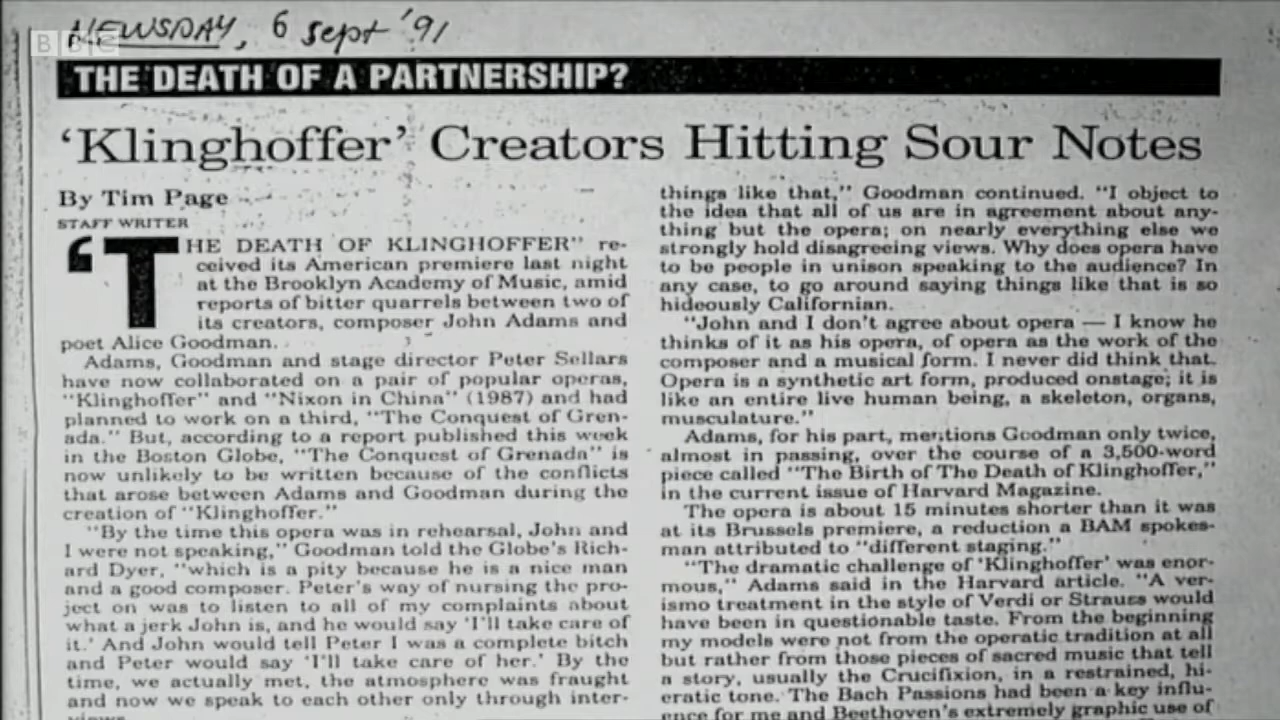 BBC
NEWSDAY, 6 sept '91
THE DEATH OF A PARTNERSHIP?
‘Klinghoffer’ Creators Hitting Sour Notes
By Tim Page
STAFF WRITER
‘THE DEATH OF KLINGHOFFER” re-
ceived its American premiere last night
at the Brooklyn Academy of Music, amid
reports of bitter quarrels between two of
its creators, composer John Adams and
poet Alice Goodman.
Adams, Goodman and stage director Peter Sellars
have now collaborated on a pair of popular operas,
“Klinghoffer” and “Nixon in China” (1987) and had
planned to work on a third, “The Conquest of Gren-
ada.” But, according to a report published this week
in the Boston Globe, “The Conquest of Grenada” is
now unlikely to be written because of the conflicts
that arose between Adams and Goodman during the
creation of “Klinghoffer.”
“By the time this opera was in rehearsal, John and
I were not speaking,” Goodman told the Globe's Rich-
ard Dyer, “which is a pity because he is a nice man
and a good composer. Peter's way of nursing the pro-
ject on was to listen to all of my complaints about
what a jerk John is, and he would say ‘I'll take care of
it.’ And John would tell Peter I was a complete bitch
and Peter would say ‘I'll take care of her.’ By the
time, we actually met, the atmosphere was fraught
and now we speak to each other only through inter-
views.
things like that,” Goodman continued. “I object to
the idea that all of us are in agreement about any-
thing but the opera; on nearly everything else we
strongly hold disagreeing views. Why does opera have
to be people in unison speaking to the audience? In
any case, to go around saying things like that is so
hideously Californian.
“John and I don't agree about opera — I know he
thinks of it as his opera, of opera as the work of the
composer and a musical form. I never did think that.
Opera is a synthetic art form, produced onstage; it is
like an entire live human being, a skeleton, organs,
musculature.”
Adams, for his part, mentions Goodman only twice,
almost in passing, over the course of a 3,500-word
piece called “The Birth of The Death of Klinghoffer,”
in the current issue of Harvard Magazine.
The opera is about 15 minutes shorter than it was
at its Brussels premiere, a reduction a BAM spokes-
man attributed to “different staging.”
“The dramatic challenge of ‘Klinghoffer’ was enor-
mous,” Adams said in the Harvard article. “A ver-
ismo treatment in the style of Verdi or Strauss would
have been in questionable taste. From the beginning
my models were not from the operatic tradition at all
but rather from those pieces of sacred music that tell
a story, usually the Crucifixion, in a restrained, hi-
eratic tone. The Bach Passions had been a key influ-
ence for me and Beethoven's extremely graphic use of